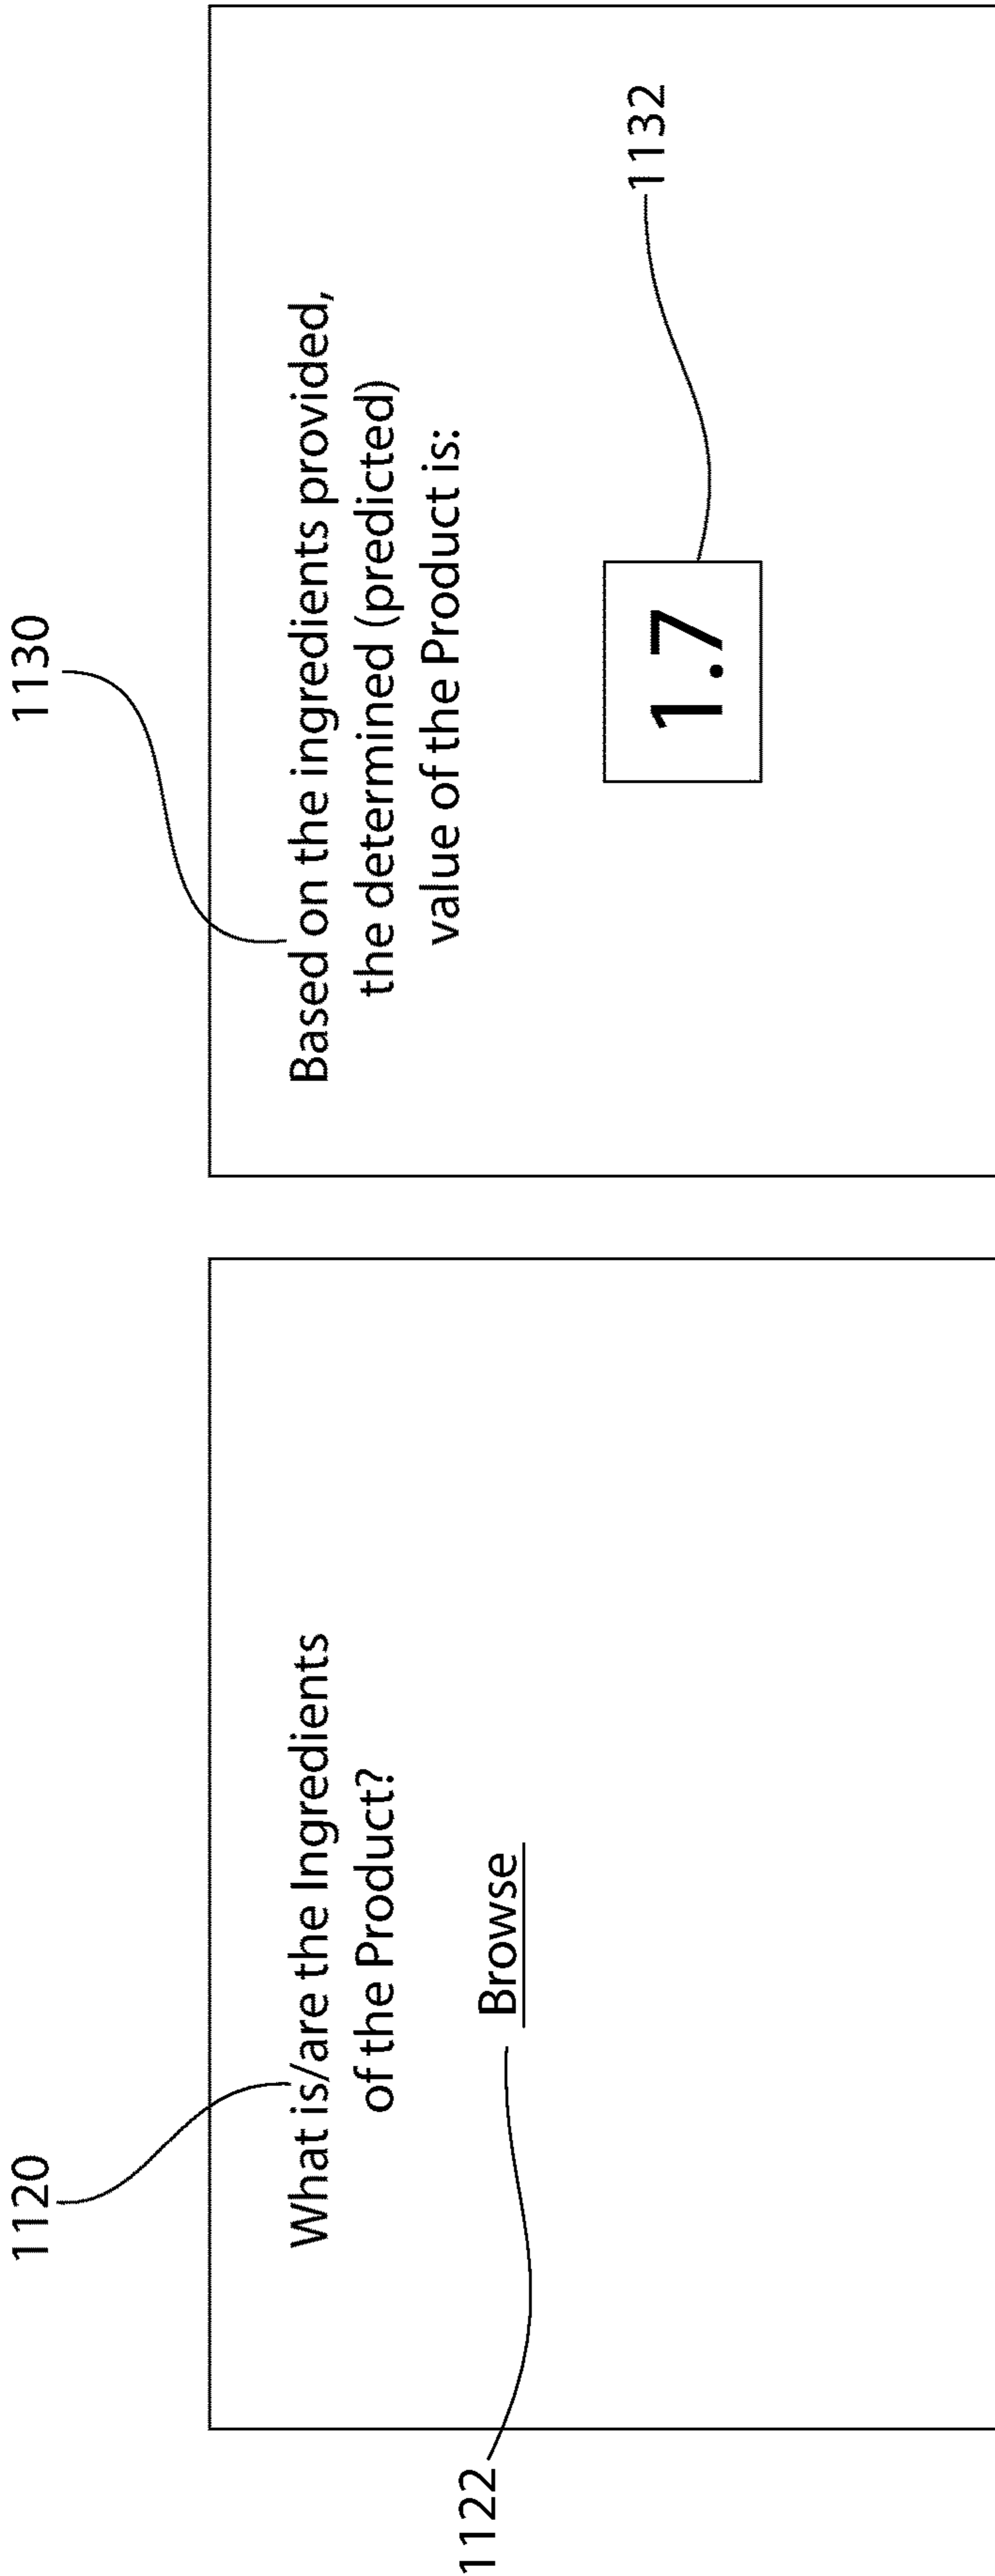 1120
What is/are the Ingredients
of the Product?
1122
Browse
1130
Based on the ingredients provided,
the determined (predicted)
value of the Product is:
1.7
1132